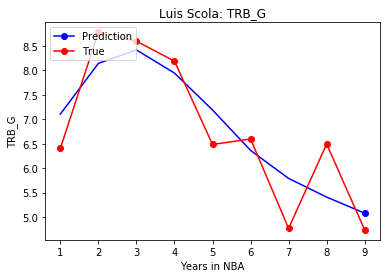 Luis Scola: TRB_G
Prediction
True
8.5
8.0
7.5
7.0
6.5
6.0
5.5
5.0
TRB_G
1 2 3 4 5 6 7 8 9
Years in NBA